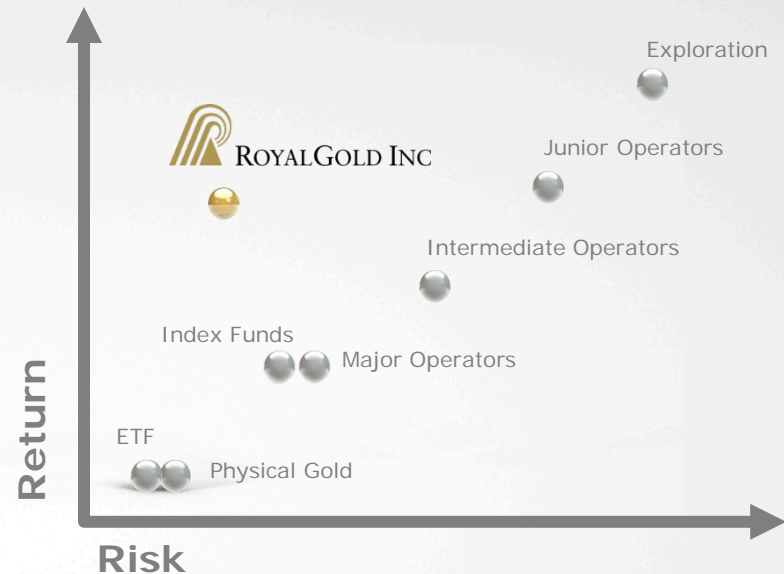 Exploration
ROYALGOLD INC
Junior Operators
Intermediate Operators
Index Funds
Major Operators
ETF
Physical Gold
Return
Risk